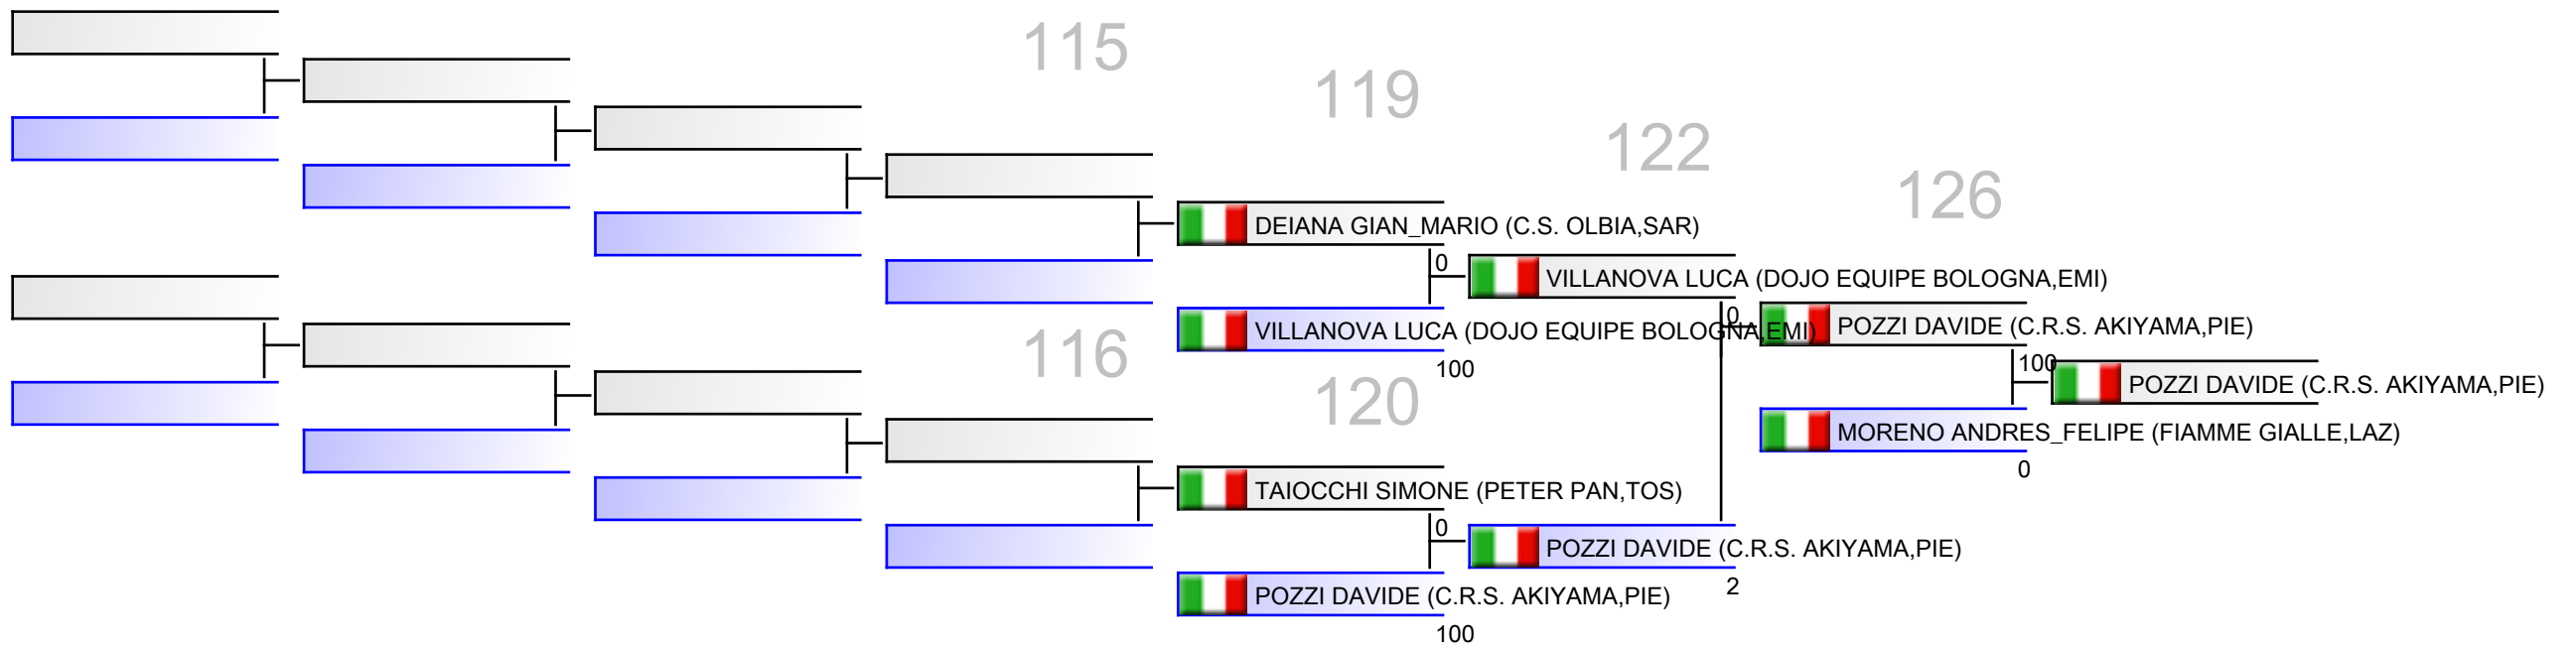 115
119
122
126
DEIANA GIAN_MARIO (C.S. OLBIA,SAR)
0
VILLANOVA LUCA (DOJO EQUIPE BOLOGNA,EMI)
VILLANOVA LUCA (DOJO EQUIPE BOLOGNA,EMI)
100
0
POZZI DAVIDE (C.R.S. AKIYAMA,PIE)
100
POZZI DAVIDE (C.R.S. AKIYAMA,PIE)
MORENO ANDRES_FELIPE (FIAMME GIALLE,LAZ)
0
116
120
TAIOCCHI SIMONE (PETER PAN,TOS)
0
POZZI DAVIDE (C.R.S. AKIYAMA,PIE)
2
POZZI DAVIDE (C.R.S. AKIYAMA,PIE)
100